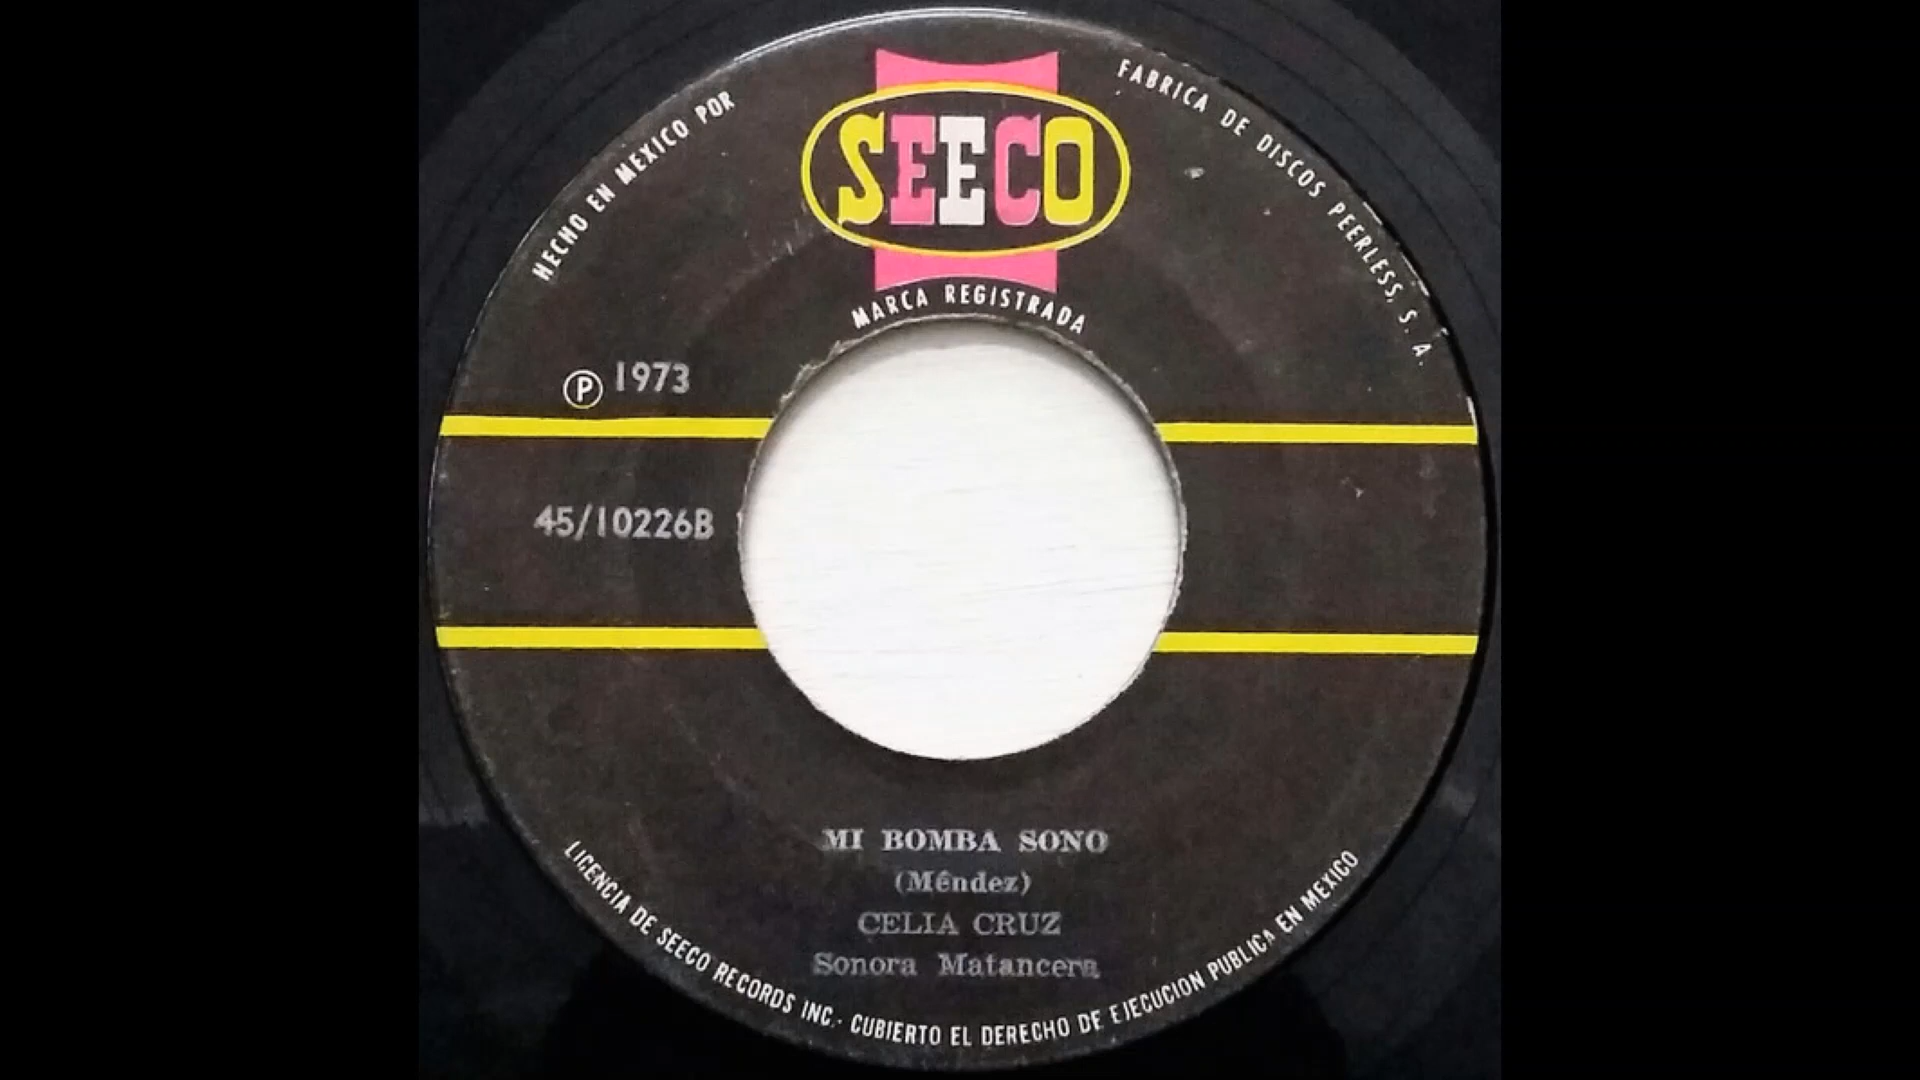 HECHO EN MEXICO POR
FABRICA DE DISCOS PEERLESS, S. A.
SEECO
MARCA REGISTRADA
Ⓟ 1973
45/10226B
MI BOMBA SONO
(Méndez)
CELIA CRUZ
Sonora Matancera
LICENCIA DE SEECO RECORDS INC.- CUBIERTO EL DERECHO DE EJECUCION PUBLICA EN MEXICO